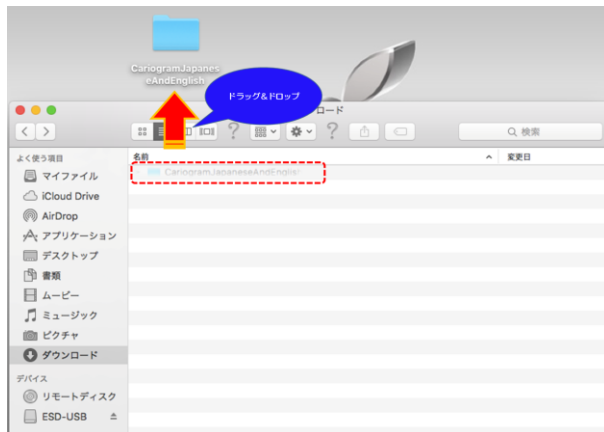 CariogramJapanes
eAndEnglish
ドラッグ&ドロップ
ロード
検索
よく使う項目
名前
変更日
マイファイル
CariogramJapaneseAndEnglish
iCloud Drive
AirDrop
アプリケーション
デスクトップ
書類
ムービー
ミュージック
ピクチャ
ダウンロード
デバイス
リモートディスク
ESD-USB